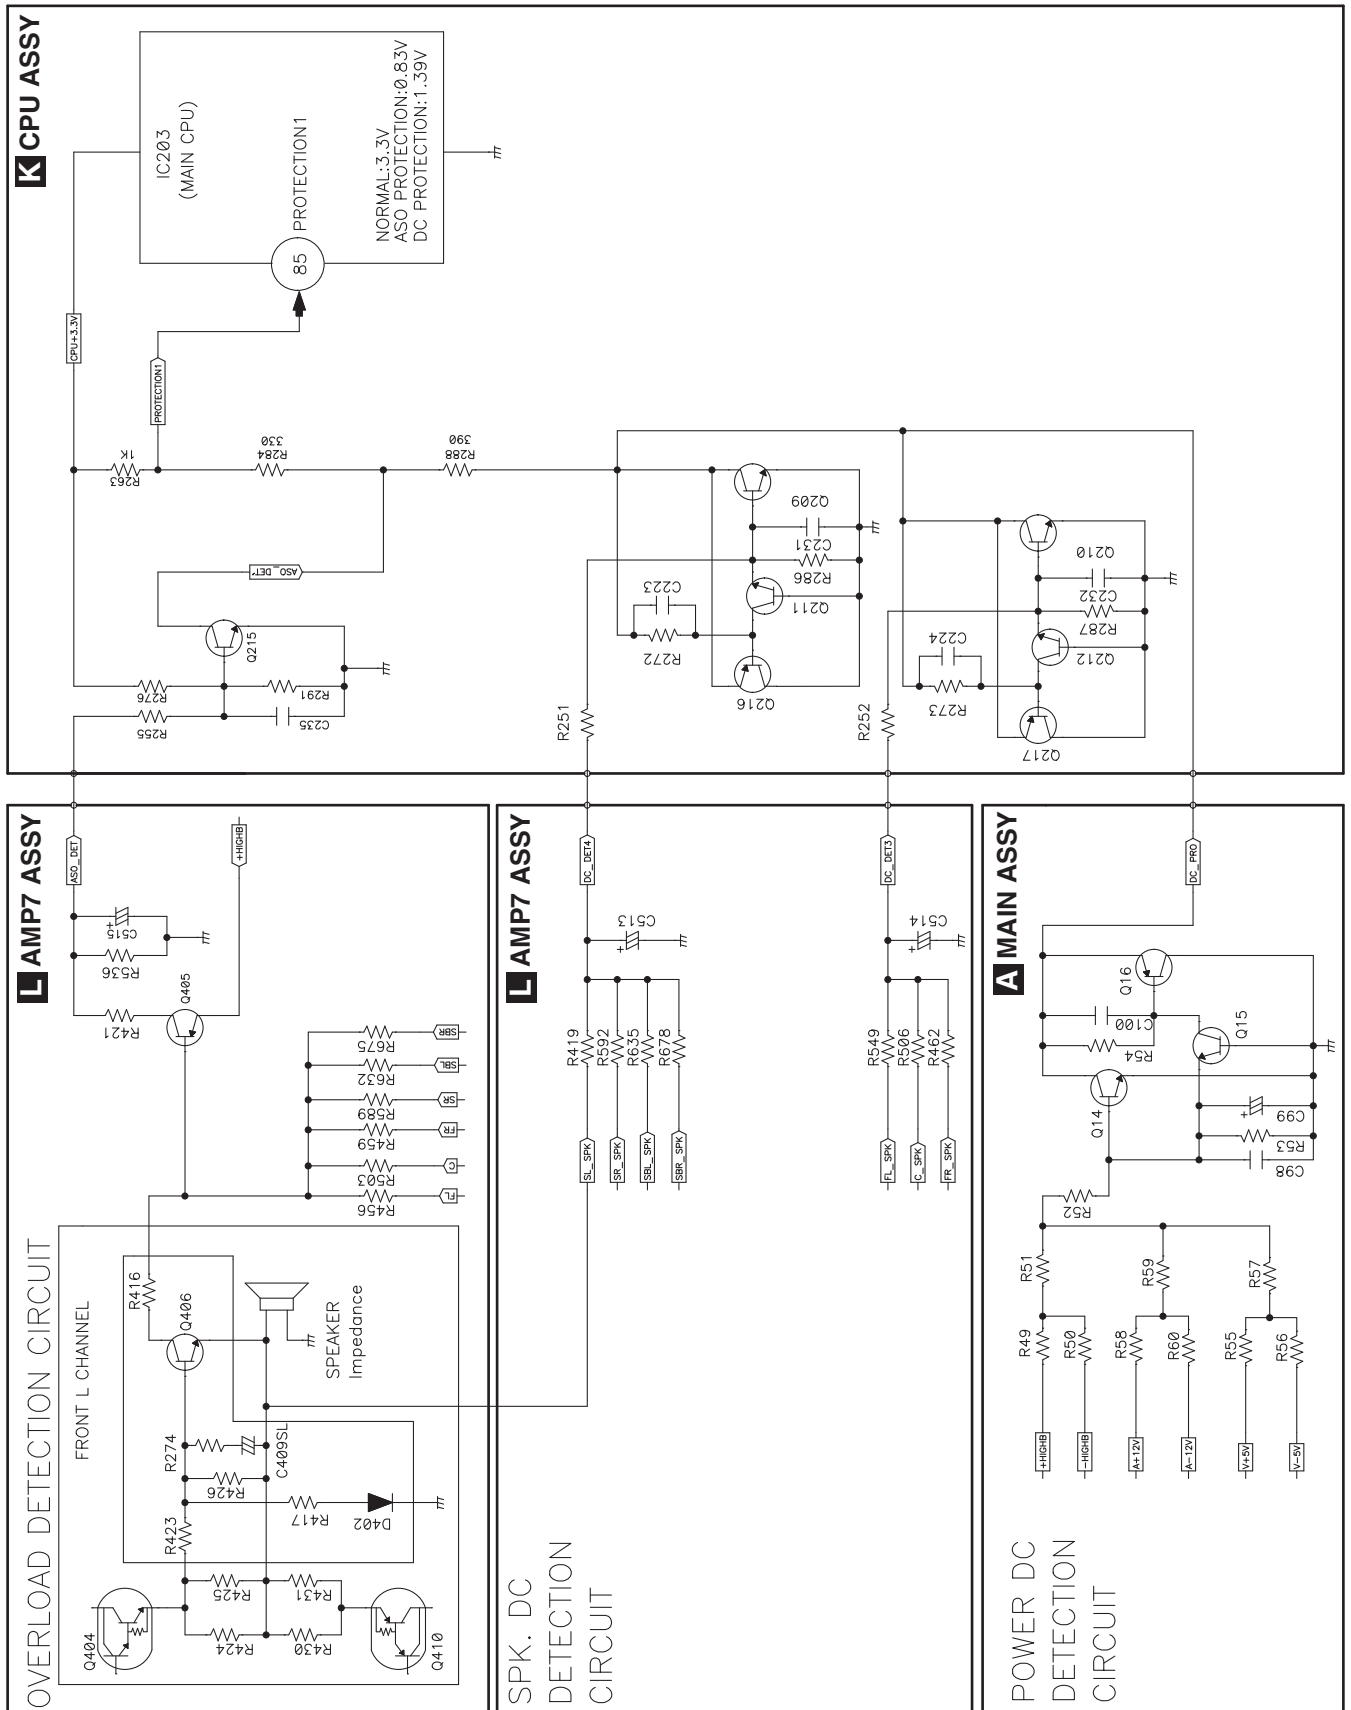 K CPU ASSY
IC203
(MAIN CPU)
PROTECTION1
NORMAL:3.3V
ASO PROTECTION:0.83V
DC PROTECTION:1.39V
85
CPU+3.3V
PROTECTION1
1K
R263
330
R284
390
R288
ASO_DET
Q215
R276
R291
R255
C235
Q209
C231
R286
C223
Q211
R272
Q216
R251
Q210
C232
R287
C224
Q212
R273
Q217
R252
L AMP7 ASSY
ASO_DET
+HIGHB
C515
R536
Q405
R421
R675
SBR
R632
SBL
R589
SR
R459
FR
R503
C
R456
FL
OVERLOAD DETECTION CIRCUIT
FRONT L CHANNEL
R416
Q406
SPEAKER
Impedance
R274
C409SL
R426
R417
D402
R423
R425
R431
R424
R430
Q404
Q410
L AMP7 ASSY
DC_DET4
C513
R419
R592
R635
R678
SL_SPK
SR_SPK
SBL_SPK
SBR_SPK
DC_DET3
C514
R549
R506
R462
FL_SPK
C_SPK
FR_SPK
SPK. DC
DETECTION
CIRCUIT
A MAIN ASSY
DC_PRO
Q16
C100
R54
Q15
Q14
C99
R53
C98
R52
R51
R59
R57
R49
R50
R58
R60
R55
R56
+HIGHB
-HIGHB
A+12V
A-12V
V+5V
V-5V
POWER DC
DETECTION
CIRCUIT